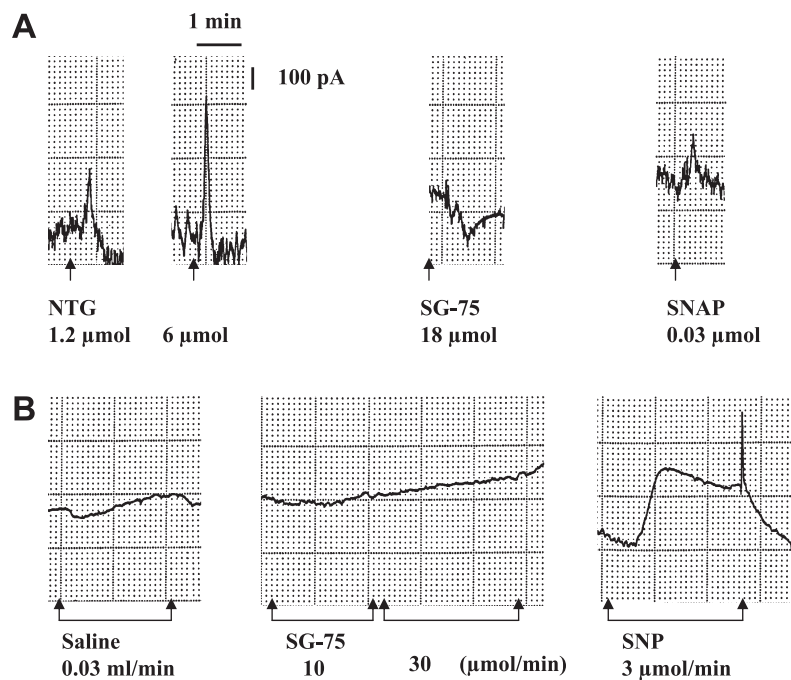 A
1 min
100 pA
NTG SG-75 SNAP
1.2 μmol 6 μmol 18 μmol 0.03 μmol
B
Saline SG-75 SNP
0.03 ml/min 10 30 (μmol/min) 3 μmol/min